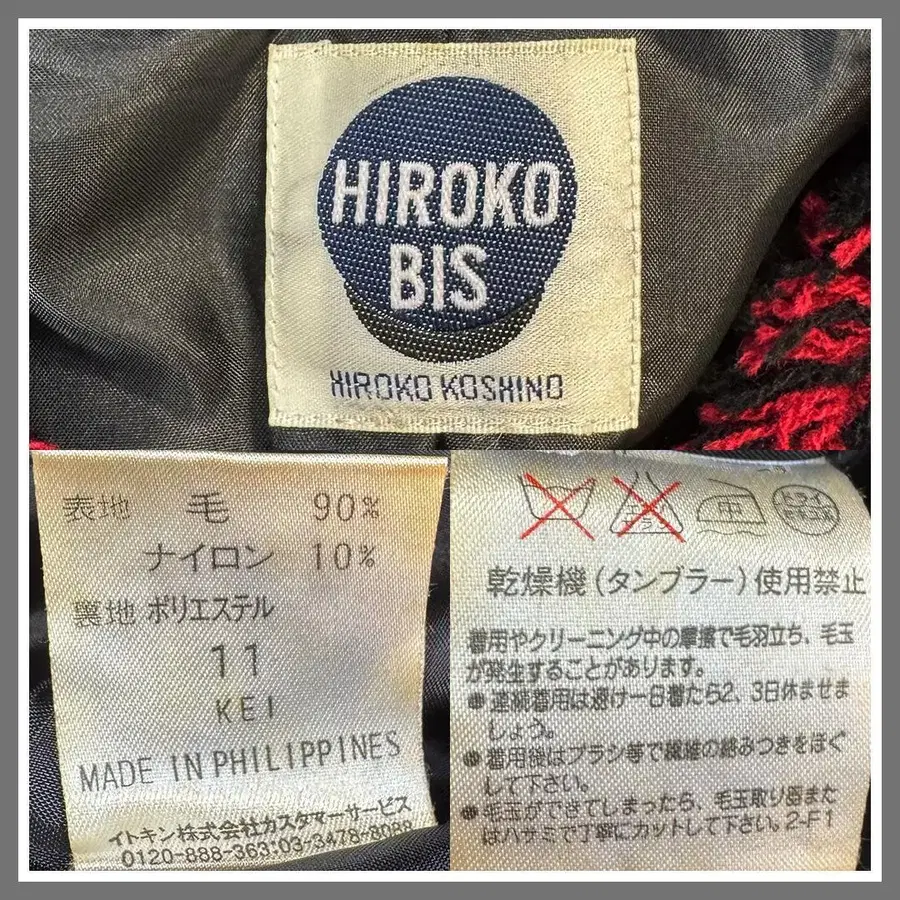 HIROKO
BIS
HIROKO KOSHINO
表地 毛 90%
ナイロン 10%
裏地 ポリエステル
11
KEI
MADE IN PHILIPPINES
イトキン株式会社カスタマーサービス
0120-888-363:03-3478-8088
中 ドライ
乾燥機(タンブラー)使用禁止
着用やクリーニング中の摩擦で毛羽立ち、毛玉
が発生することがあります。
●連続着用は避け一日着たら2、3日休ませま
しょう。
●着用後はブラシ等で繊維の絡みつきをほぐ
して下さい。
●毛玉ができてしまったら、毛玉取り器また
はハサミで丁寧にカットして下さい。2-F1